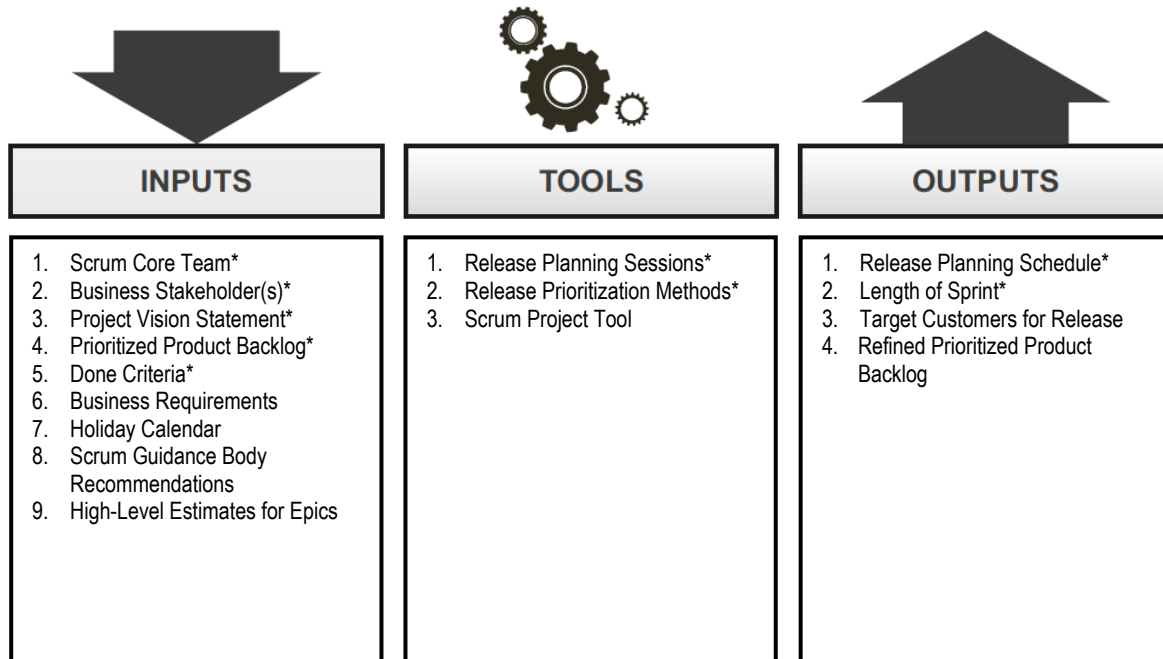 INPUTS
1. Scrum Core Team*
2. Business Stakeholder(s)*
3. Project Vision Statement*
4. Prioritized Product Backlog*
5. Done Criteria*
6. Business Requirements
7. Holiday Calendar
8. Scrum Guidance Body
Recommendations
9. High-Level Estimates for Epics
TOOLS
1. Release Planning Sessions*
2. Release Prioritization Methods*
3. Scrum Project Tool
OUTPUTS
1. Release Planning Schedule*
2. Length of Sprint*
3. Target Customers for Release
4. Refined Prioritized Product
Backlog